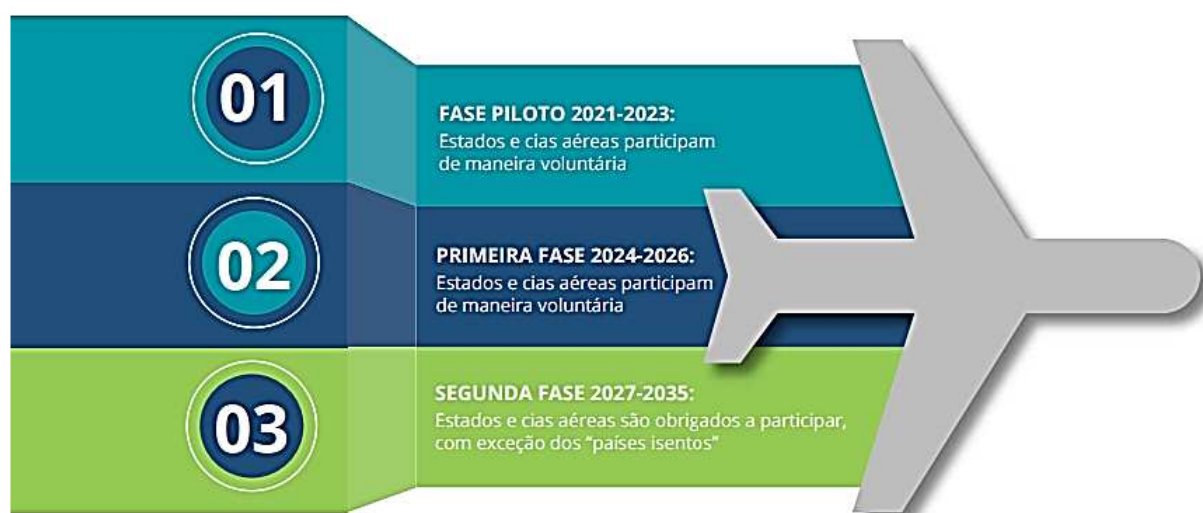 01
FASE PILOTO 2021-2023:
Estados e cias aéreas participam
de maneira voluntária
02
PRIMEIRA FASE 2024-2026:
Estados e cias aéreas participam
de maneira voluntária
03
SEGUNDA FASE 2027-2035:
Estados e cias aéreas são obrigados a participar,
com exceção dos “países isentos”